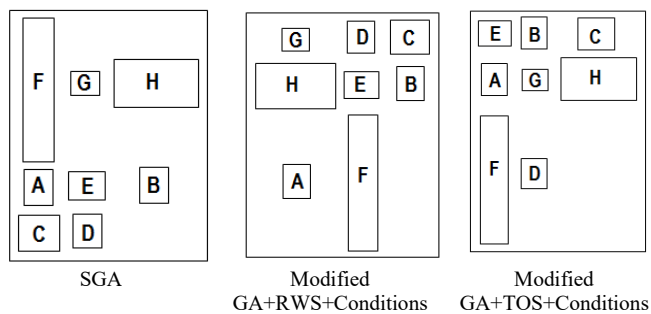 F G H
A E B
C D
SGA
G D C
H E B
A F
Modified
GA+RWS+Conditions
E B C
A G H
F D
Modified
GA+TOS+Conditions